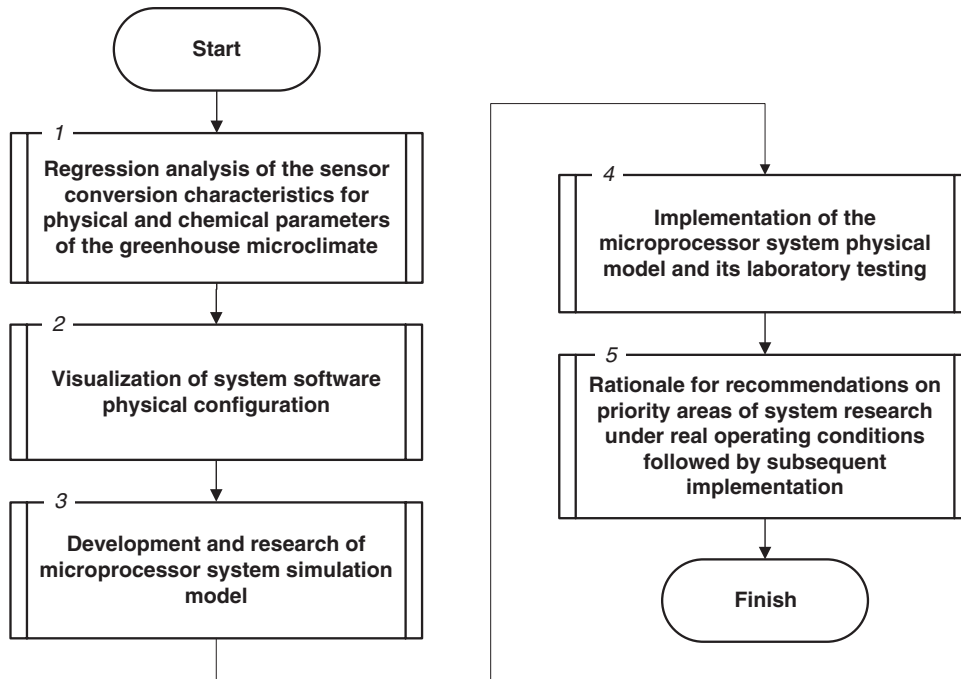 Start
1
Regression analysis of the sensor
conversion characteristics for
physical and chemical parameters
of the greenhouse microclimate
2
Visualization of system software
physical configuration
3
Development and research of
microprocessor system simulation
model
4
Implementation of the
microprocessor system physical
model and its laboratory testing
5
Rationale for recommendations on
priority areas of system research
under real operating conditions
followed by subsequent
implementation
Finish